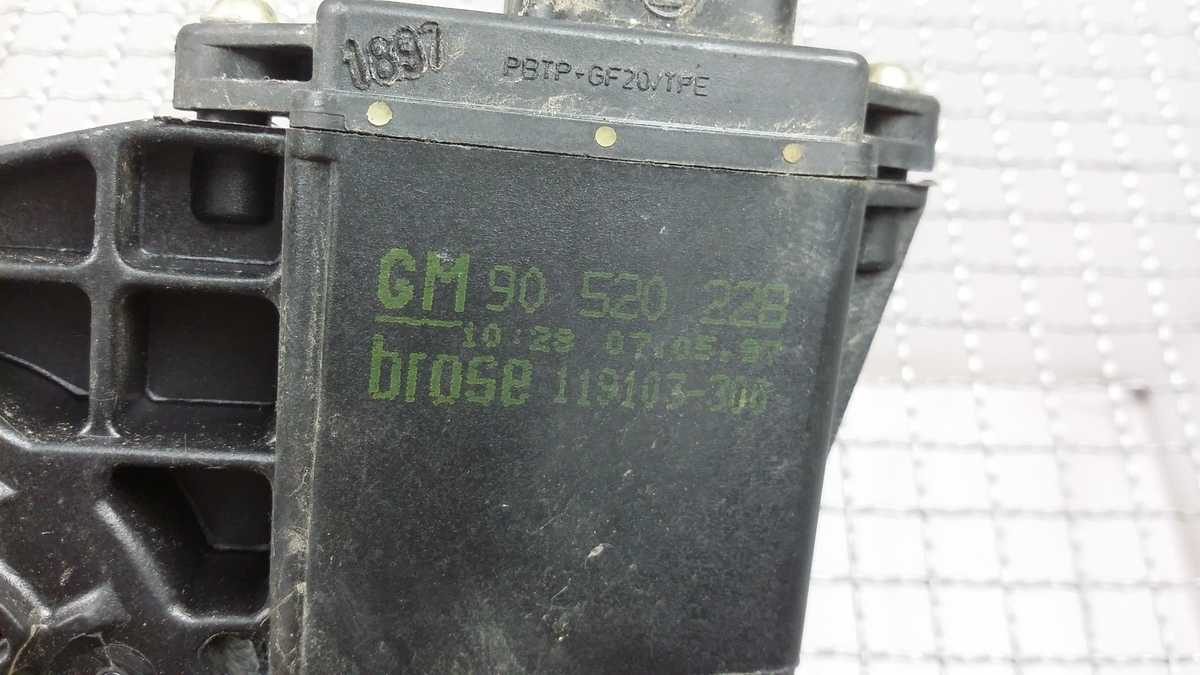 1897
PBTP-GF20/TPE
GM 90 520 228
10:28 07.05.97
brose 119103-300